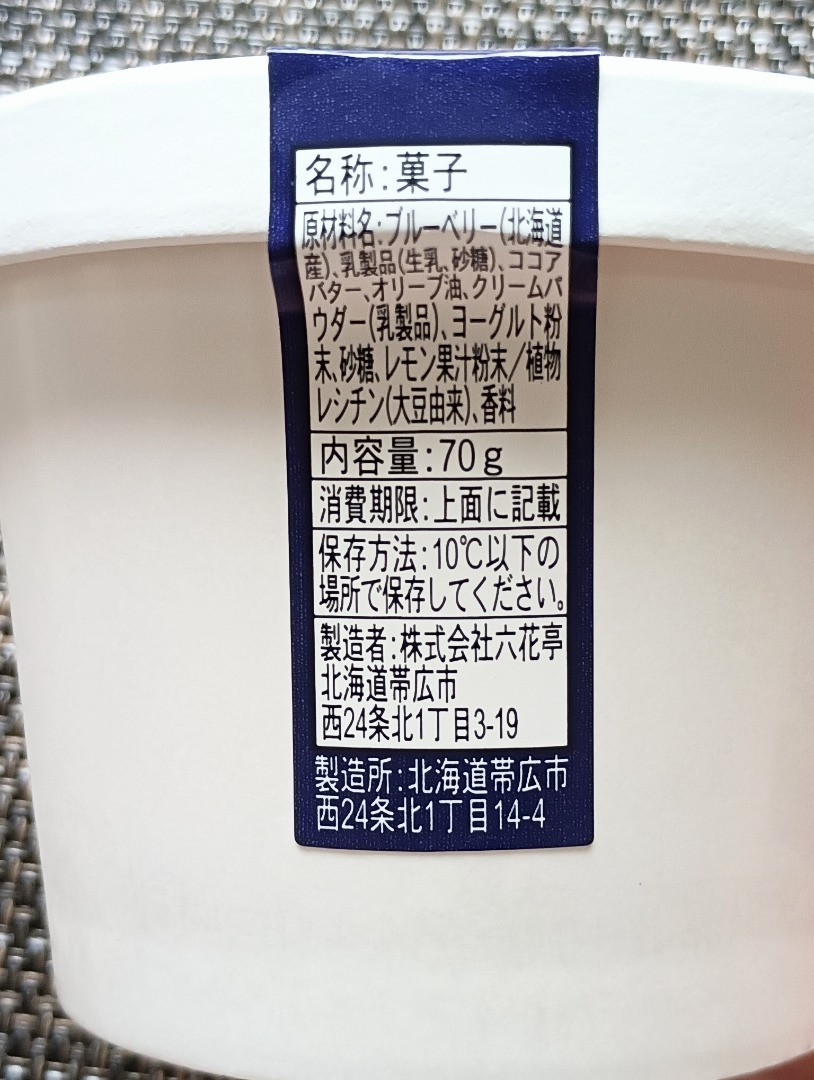 名称:菓子
原材料名:ブルーベリー(北海道
産)、乳製品(生乳、砂糖)、ココア
バター、オリーブ油、クリームパ
ウダー(乳製品)、ヨーグルト粉
末、砂糖、レモン果汁粉末/植物
レシチン(大豆由来)、香料
内容量:70g
消費期限:上面に記載
保存方法:10℃以下の
場所で保存してください。
製造者:株式会社六花亭
北海道帯広市
西24条北1丁目3-19
製造所:北海道帯広市
西24条北1丁目14-4